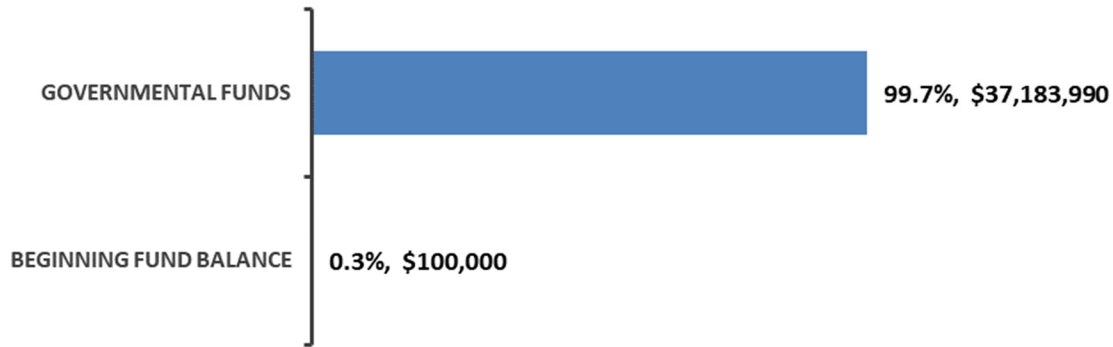 GOVERNMENTAL FUNDS
99.7%, $37,183,990
BEGINNING FUND BALANCE
0.3%, $100,000